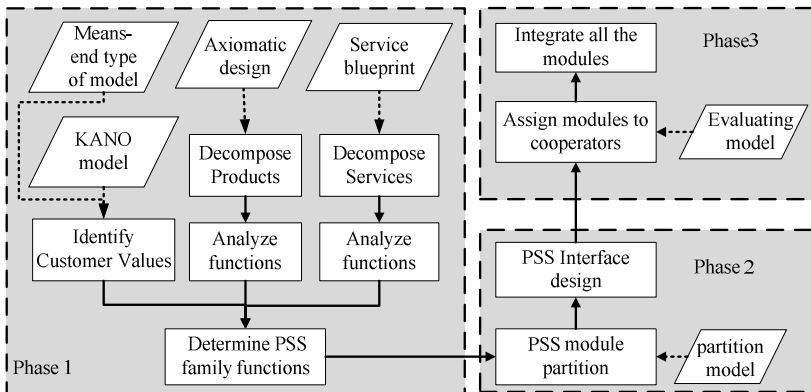 Means-
end type
of model
Axiomatic
design
Service
blueprint
KANO
model
Decompose
Products
Decompose
Services
Identify
Customer Values
Analyze
functions
Analyze
functions
Determine PSS
family functions
Phase 1
Integrate all the
modules
Phase3
Assign modules to
cooperators
Evaluating
model
PSS Interface
design
Phase 2
PSS module
partition
partition
model